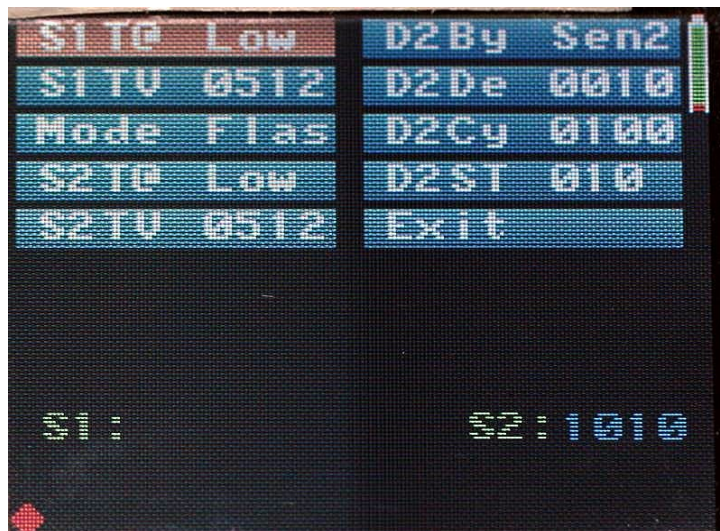 S1T@ Low
S1TV 0512
Mode Flas
S2T@ Low
S2TV 0512
D2By Sen2
D2De 0010
D2Cy 0100
D2ST 010
Exit
S1:
S2:1010